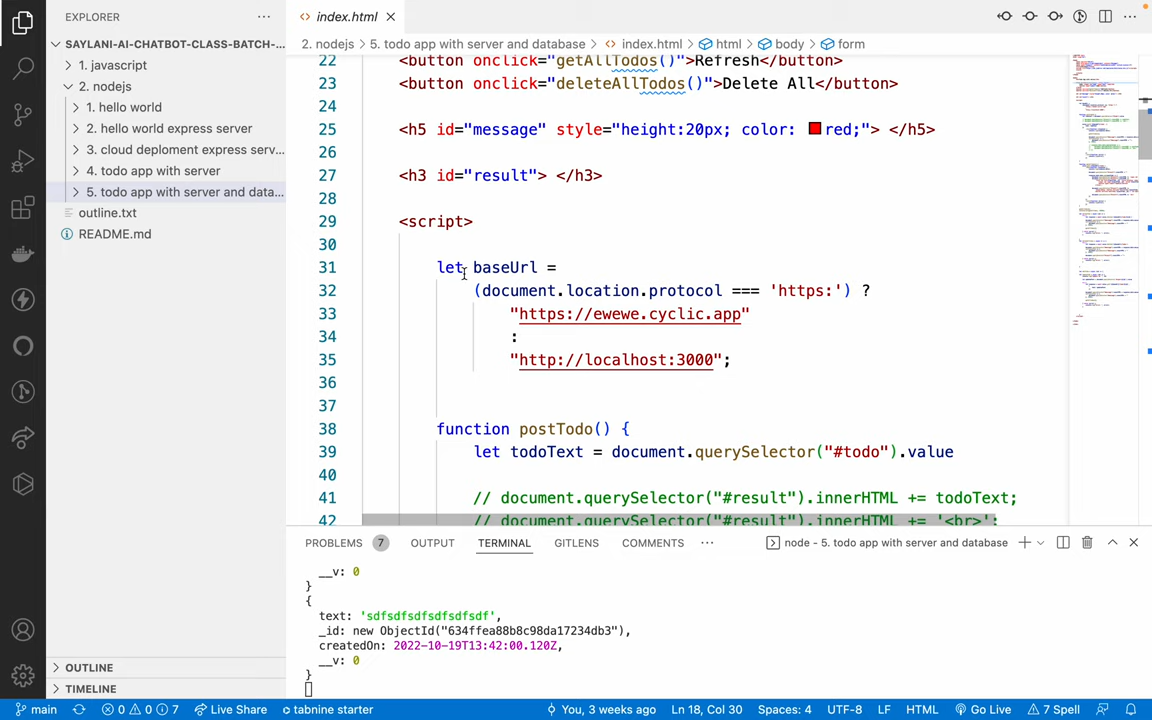 EXPLORER
SAYLANI-AI-CHATBOT-CLASS-BATCH-...
1. javascript
2. nodejs
1. hello world
2. hello world express server
3. cloud deploment express serv...
4. todo app with server
5. todo app with server and data...
outline.txt
README.md
OUTLINE
TIMELINE
<> index.html
2. nodejs > 5. todo app with server and database > <> index.html > html > body > form
22 <button onclick="getAllTodos()">Refresh</button>
23 <button onclick="deleteAllTodos()">Delete All</button>
24
25 <h5 id="message" style="height:20px; color: red;"> </h5>
26
27 <h3 id="result"> </h3>
28
29 <script>
30
31 let baseUrl =
32 (document.location.protocol === 'https:') ?
33 "https://ewewe.cyclic.app"
34 :
35 "http://localhost:3000";
36
37
38 function postTodo() {
39 let todoText = document.querySelector("#todo").value
40
41 // document.querySelector("#result").innerHTML += todoText;
42 // document.querySelector("#result").innerHTML += '<br>';
PROBLEMS 7 OUTPUT TERMINAL GITLENS COMMENTS ... node - 5. todo app with server and database
__v: 0
}
{
text: 'sdfsdfsdfsdfsdfsdf',
_id: new ObjectId("634ffea88b8c98da17234db3"),
createdOn: 2022-10-19T13:42:00.120Z,
__v: 0
}
main 0 0 7 Live Share tabnine starter You, 3 weeks ago Ln 18, Col 30 Spaces: 4 UTF-8 LF HTML Go Live 7 Spell